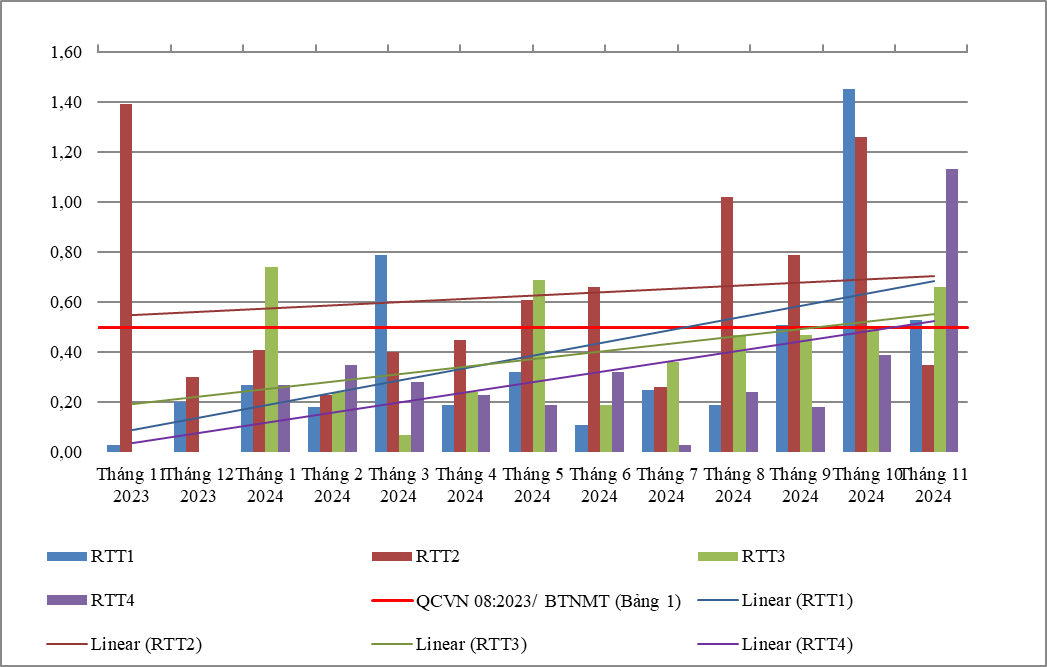 1,60
1,40
1,20
1,00
0,80
0,60
0,40
0,20
0,00
Tháng 11 Tháng 12 Tháng 1 Tháng 2 Tháng 3 Tháng 4 Tháng 5 Tháng 6 Tháng 7 Tháng 8 Tháng 9 Tháng 10 Tháng 11
2023 2023 2024 2024 2024 2024 2024 2024 2024 2024 2024 2024 2024
RTT1 RTT2 RTT3
RTT4 QCVN 08:2023/ BTNMT (Bảng 1) Linear (RTT1)
Linear (RTT2) Linear (RTT3) Linear (RTT4)